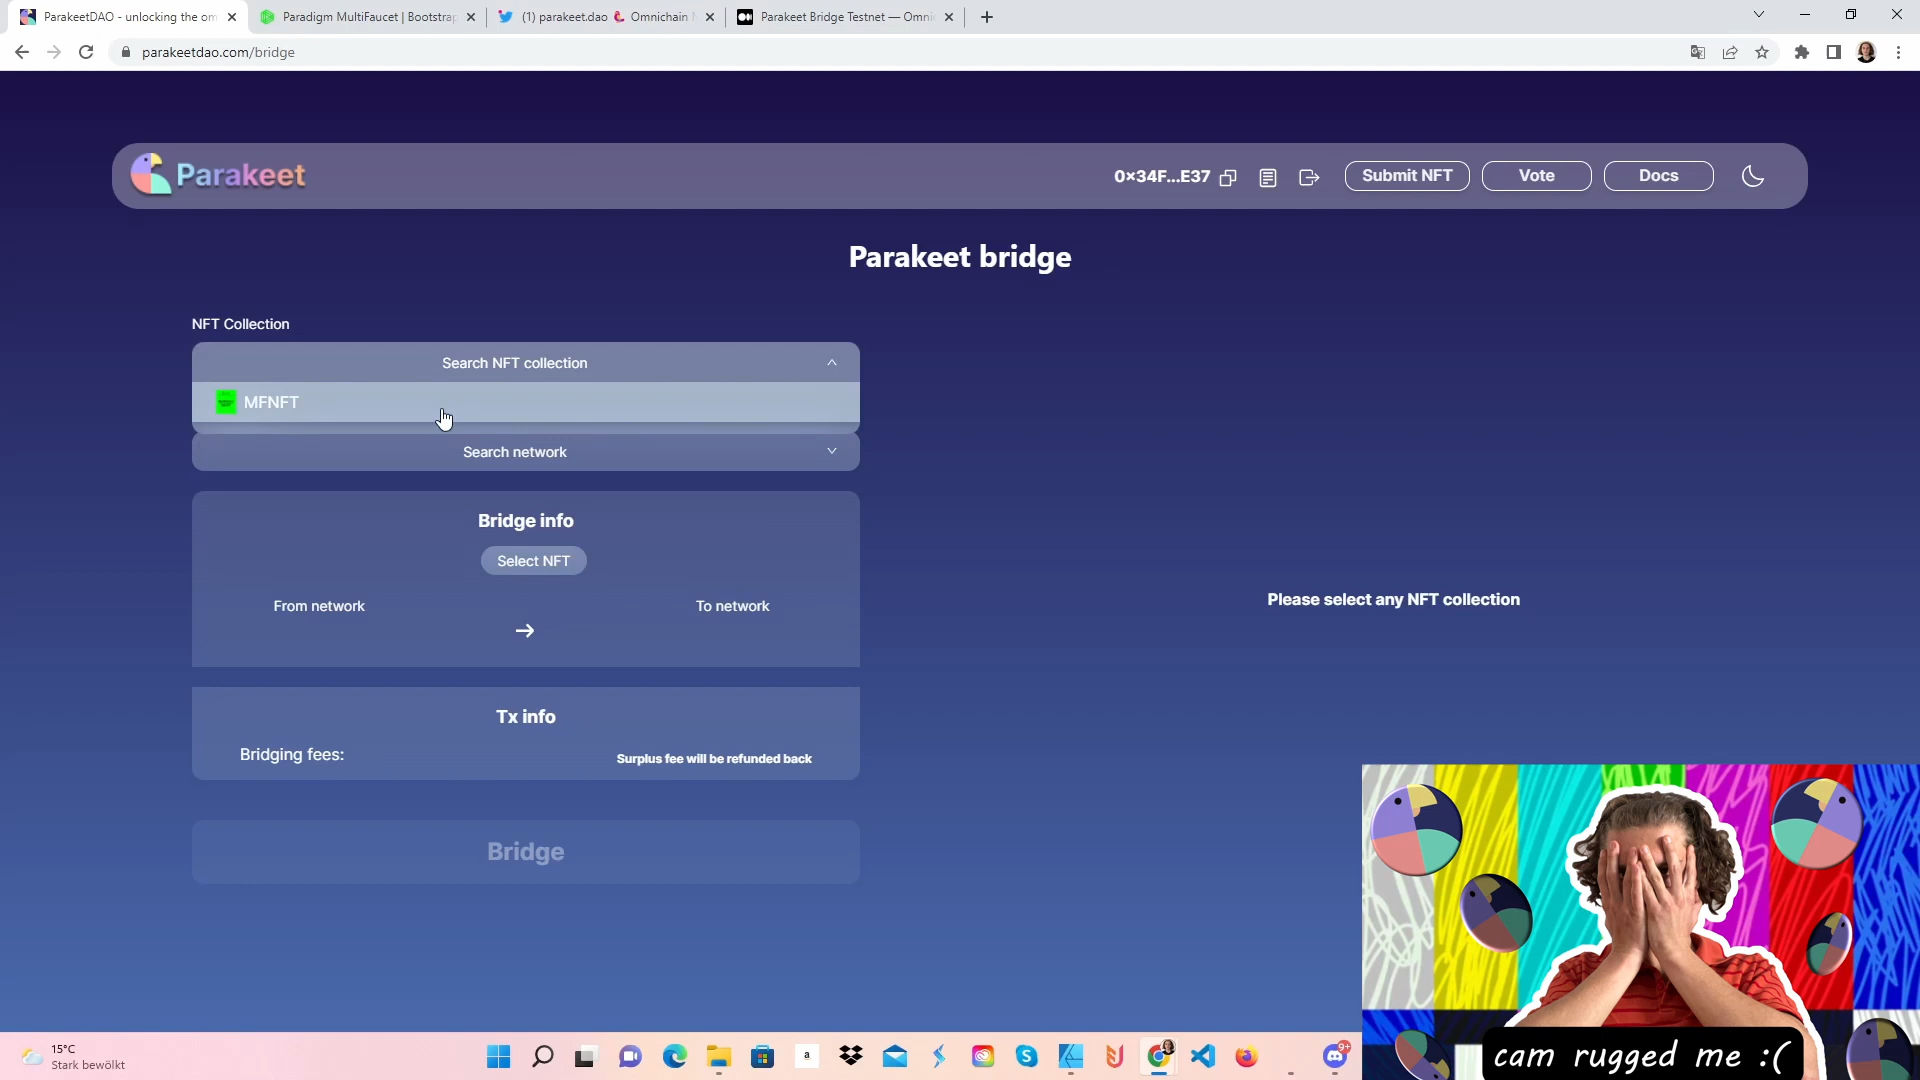 ParakeetDAO - unlocking the om
Paradigm MultiFaucet | Bootstrap
(1) parakeet.dao Omnichain N
Parakeet Bridge Testnet — Omni
parakeetdao.com/bridge
Parakeet
0×34F...E37
Submit NFT
Vote
Docs
Parakeet bridge
NFT Collection
Search NFT collection
MFNFT
Search network
Bridge info
Select NFT
From network
To network
Please select any NFT collection
Tx info
Bridging fees:
Surplus fee will be refunded back
Bridge
15°C
Stark bewölkt
a
9+
cam rugged me :(